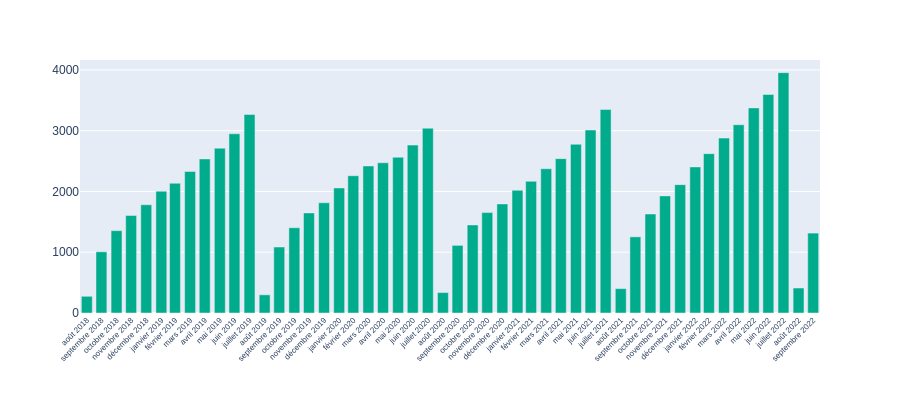 4000
3000
2000
1000
0
août 2018
septembre 2018
octobre 2018
novembre 2018
décembre 2018
janvier 2019
février 2019
mars 2019
avril 2019
mai 2019
juin 2019
juillet 2019
août 2019
septembre 2019
octobre 2019
novembre 2019
décembre 2019
janvier 2020
février 2020
mars 2020
avril 2020
mai 2020
juin 2020
juillet 2020
août 2020
septembre 2020
octobre 2020
novembre 2020
décembre 2020
janvier 2021
février 2021
mars 2021
avril 2021
mai 2021
juin 2021
juillet 2021
août 2021
septembre 2021
octobre 2021
novembre 2021
décembre 2021
janvier 2022
février 2022
mars 2022
avril 2022
mai 2022
juin 2022
juillet 2022
août 2022
septembre 2022